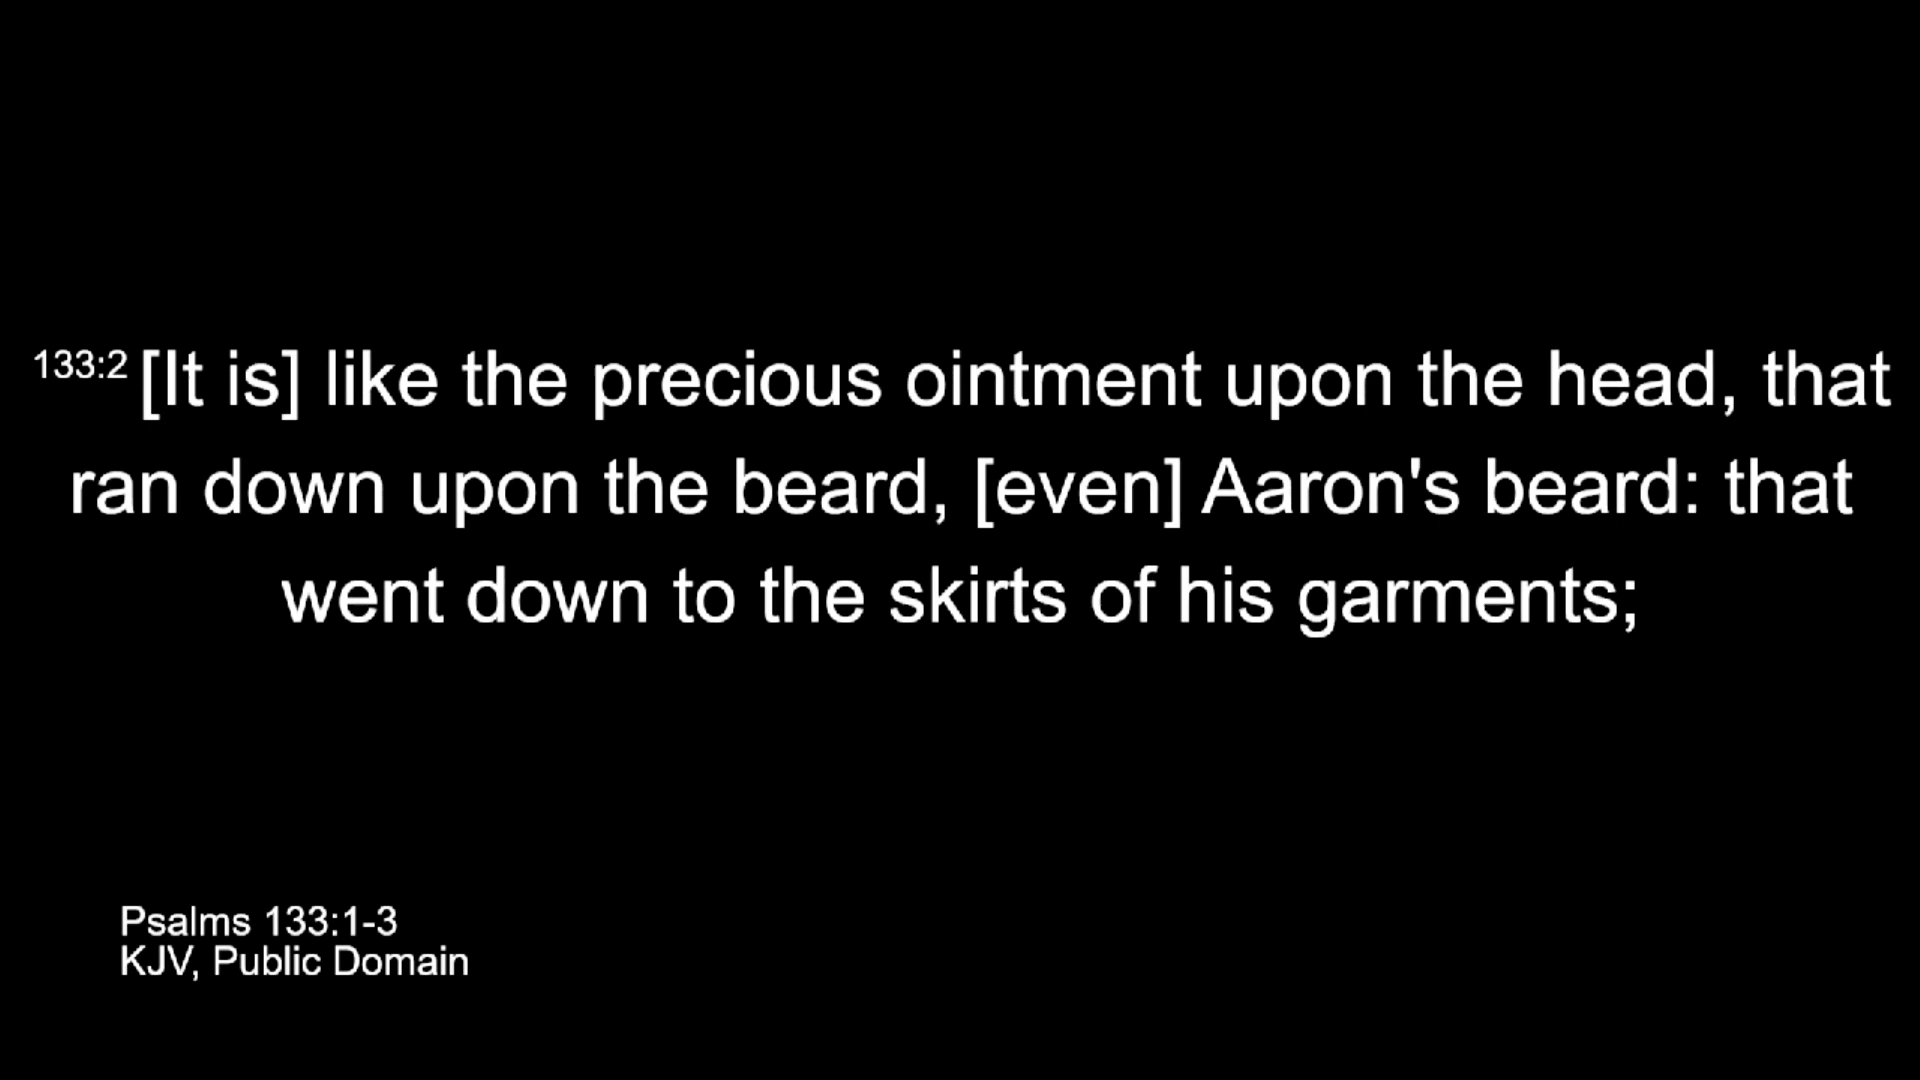 133:2 [It is] like the precious ointment upon the head, that
ran down upon the beard, [even] Aaron's beard: that
went down to the skirts of his garments;
Psalms 133:1-3
KJV, Public Domain